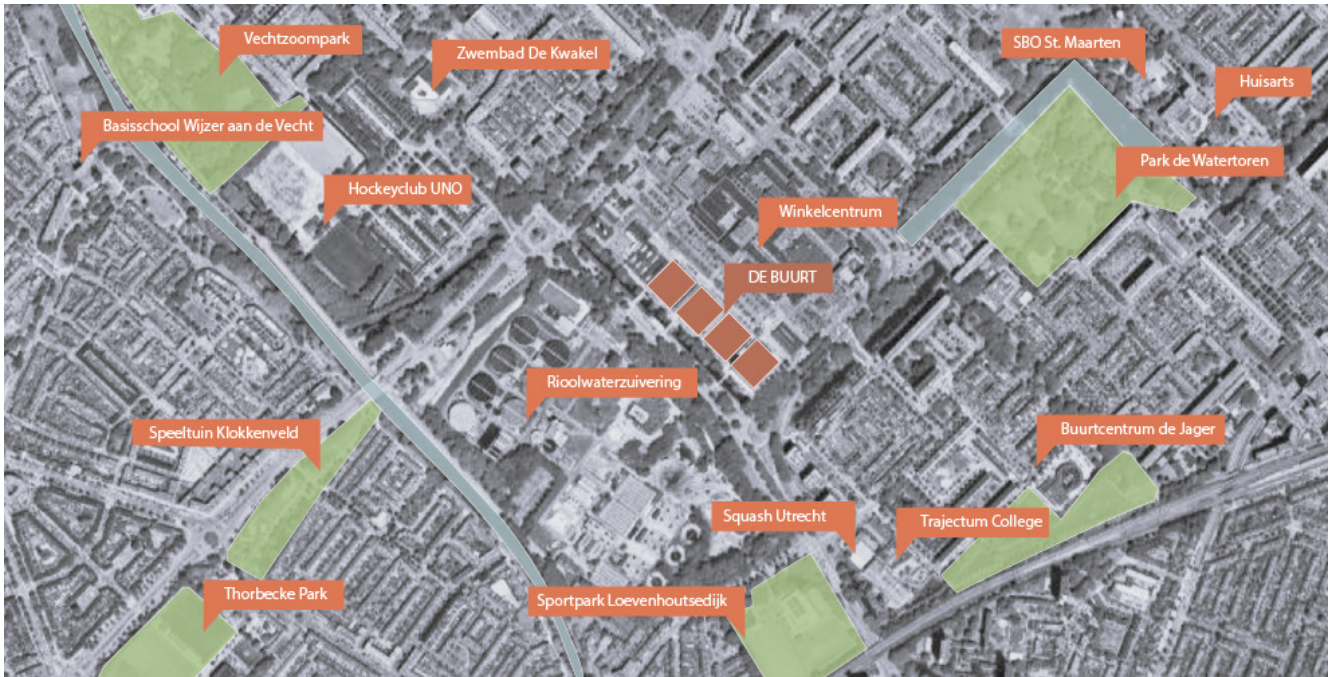 Vechtzoompark
Zwembad De Kwakel
SBO St. Maarten
Huisarts
Basisschool Wijzer aan de Vecht
Park de Watertoren
Hockeyclub UNO
Winkelcentrum
DE BUURT
Rioolwaterzuivering
Speeltuin Klokkenveld
Buurtcentrum de Jager
Squash Utrecht
Trajectum College
Thorbecke Park
Sportpark Loevenhoutsedijk